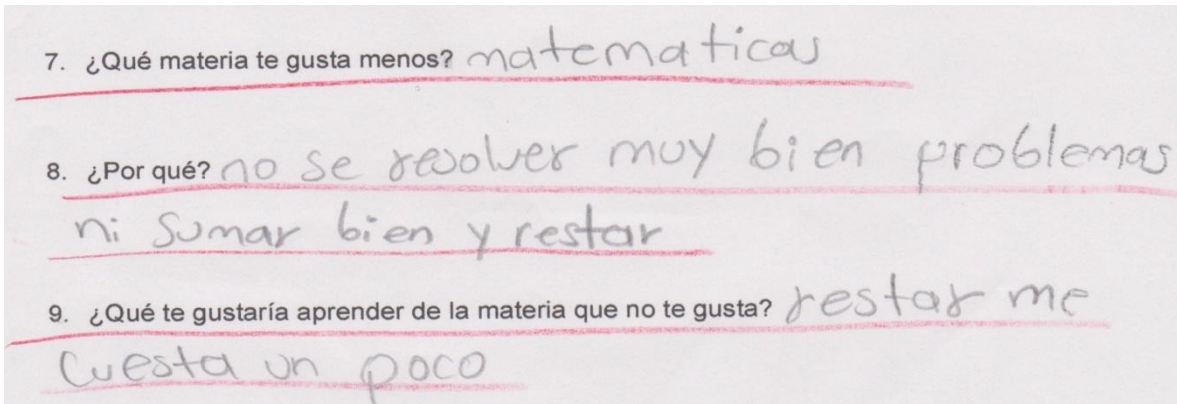 7. ¿Qué materia te gusta menos? matematicas
8. ¿Por qué? no se resolver muy bien problemas
ni sumar bien y restar
9. ¿Qué te gustaría aprender de la materia que no te gusta? restar me
cuesta un poco